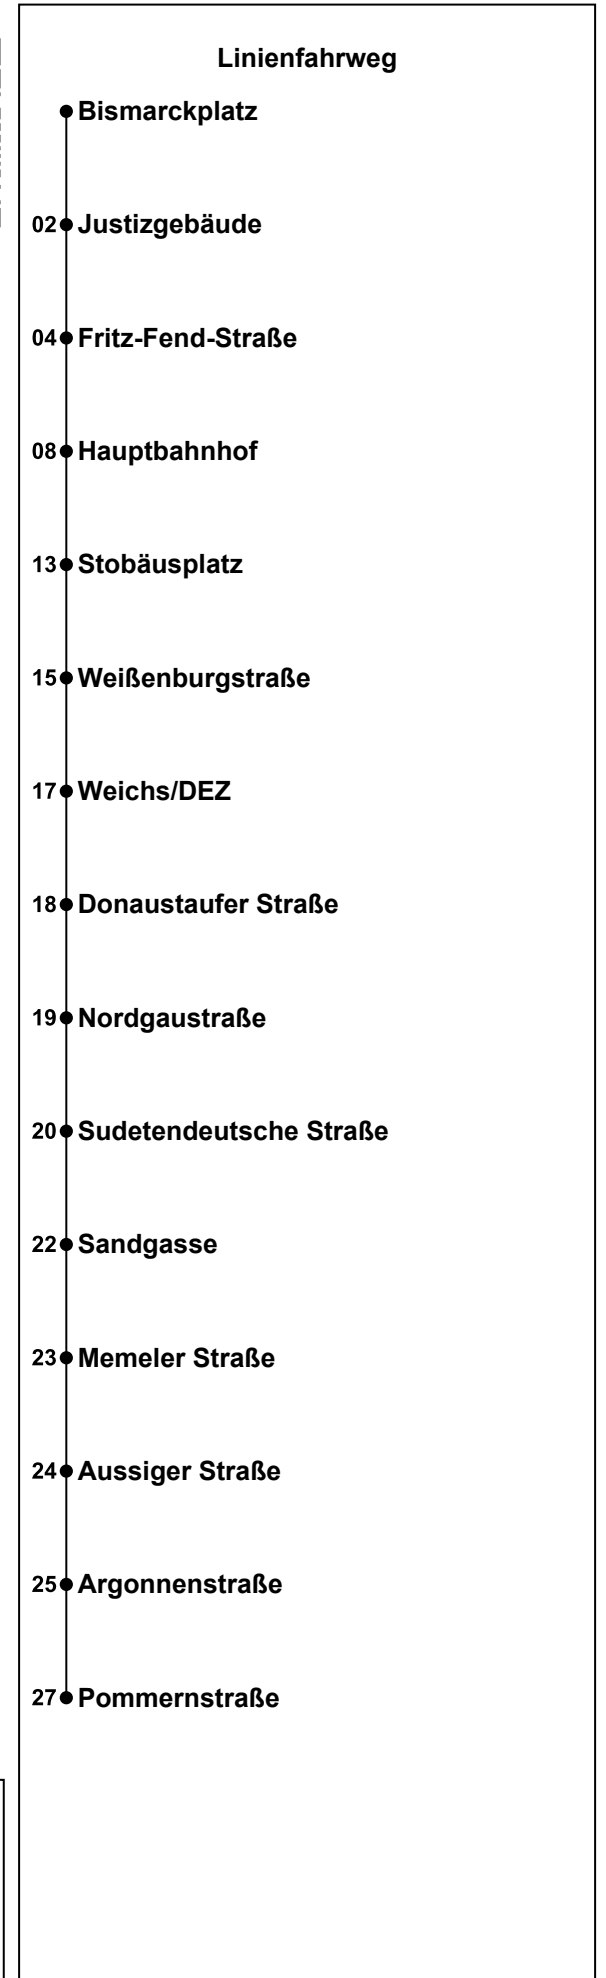 Linienfahrweg
Bismarckplatz
02 Justizgebäude
04 Fritz-Fend-Straße
08 Hauptbahnhof
13 Stobäusplatz
15 Weißenburgstraße
17 Weichs/DEZ
18 Donaustaufer Straße
19 Nordgaustraße
20 Sudetendeutsche Straße
22 Sandgasse
23 Memeler Straße
24 Aussiger Straße
25 Argonnenstraße
27 Pommernstraße